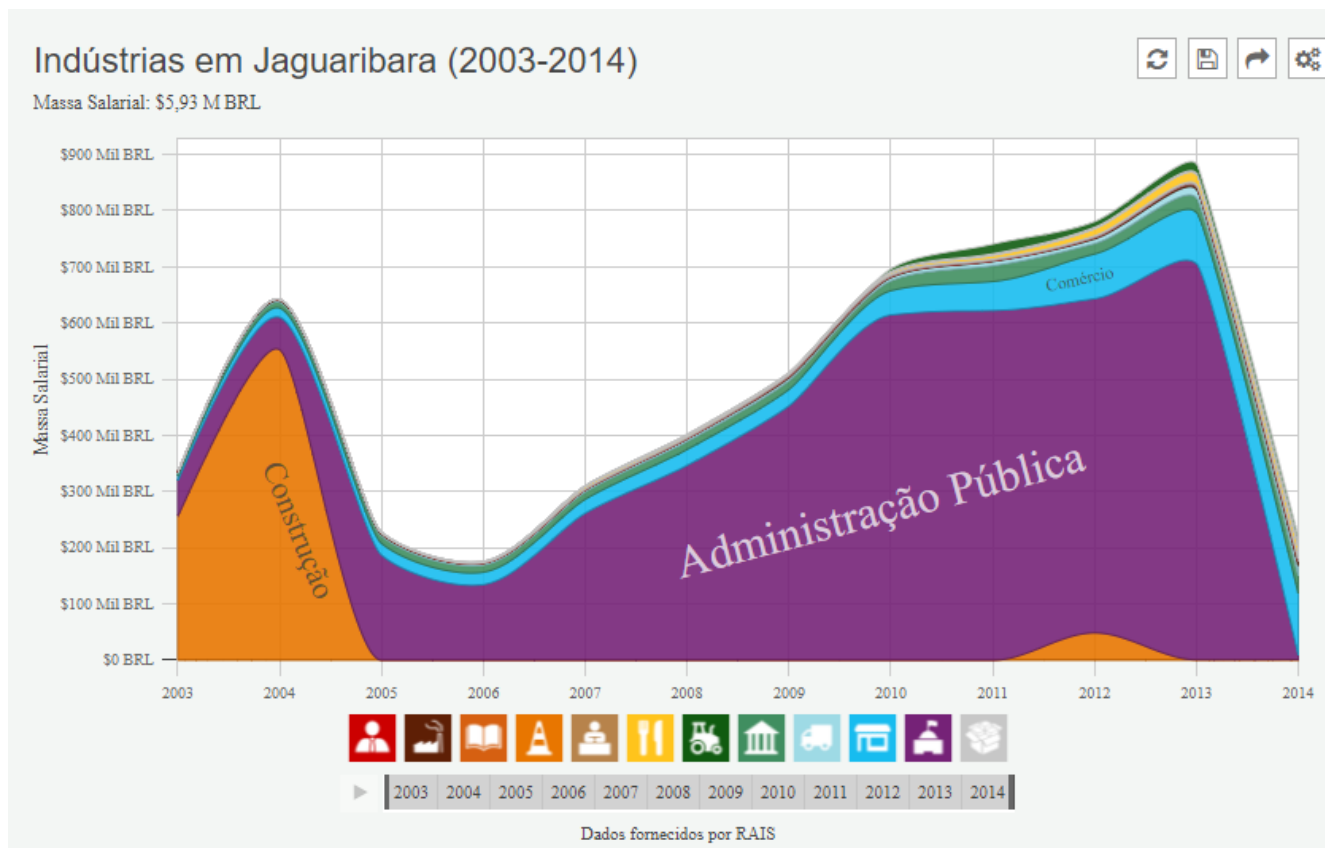 Indústrias em Jaguaribara (2003-2014)
Massa Salarial: $5,93 M BRL
$900 Mil BRL
$800 Mil BRL
$700 Mil BRL
$600 Mil BRL
$500 Mil BRL
$400 Mil BRL
$300 Mil BRL
$200 Mil BRL
$100 Mil BRL
$0 BRL
Massa Salarial
Construção
Administração Pública
Comércio
2003 2004 2005 2006 2007 2008 2009 2010 2011 2012 2013 2014
2003 2004 2005 2006 2007 2008 2009 2010 2011 2012 2013 2014
Dados fornecidos por RAIS